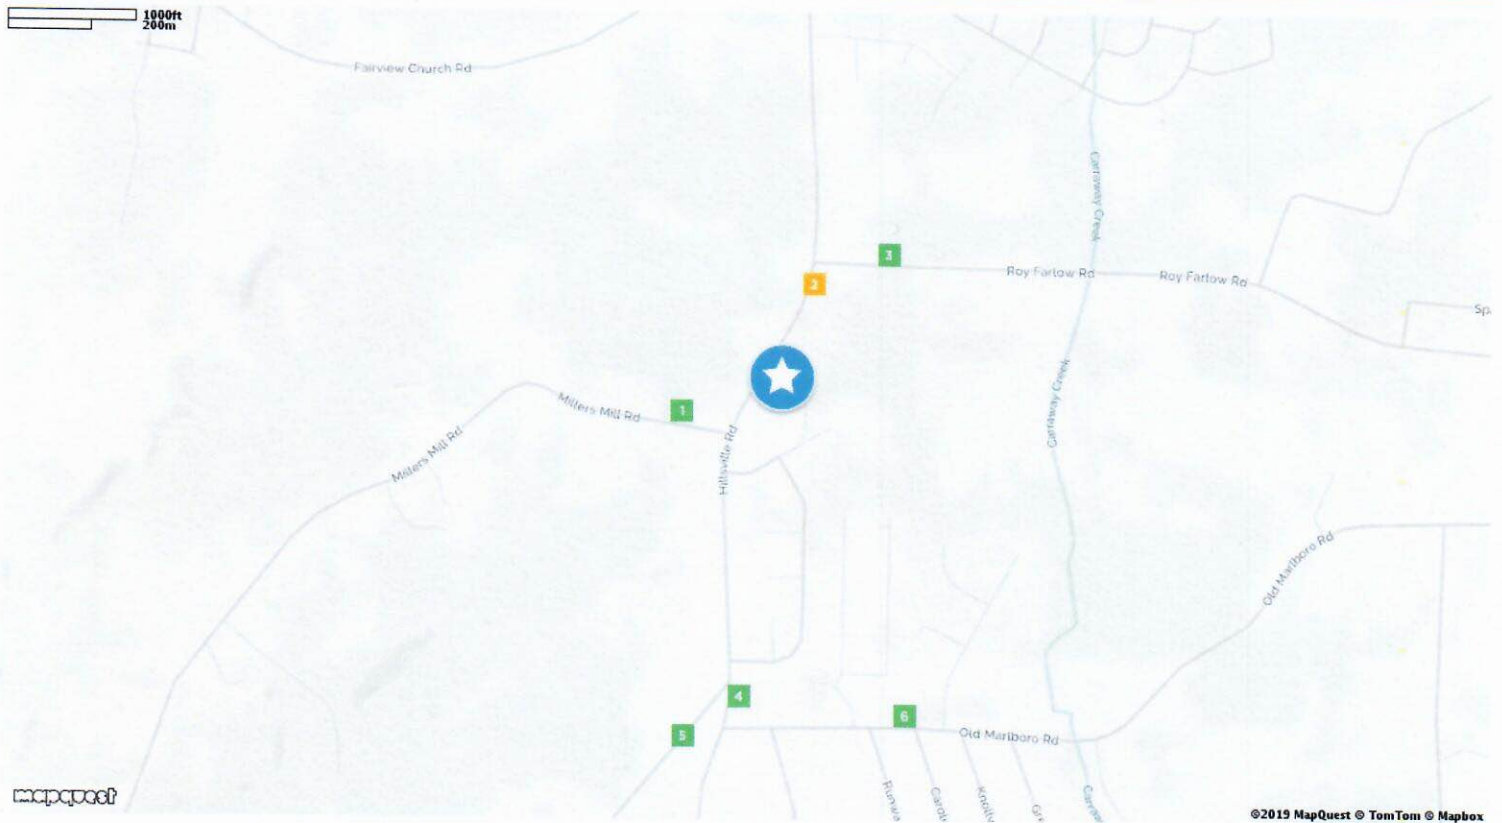 1000ft
200m
Fairview Church Rd
Carraway Creek
3
Roy Farlow Rd
Roy Farlow Rd
2
Millers Mill Rd
1
Carraway Creek
Millers Mill Rd
Hillsville Rd
Old Marlboro Rd
4
5
6
Old Marlboro Rd
mapquest
©2019 MapQuest © TomTom © Mapbox